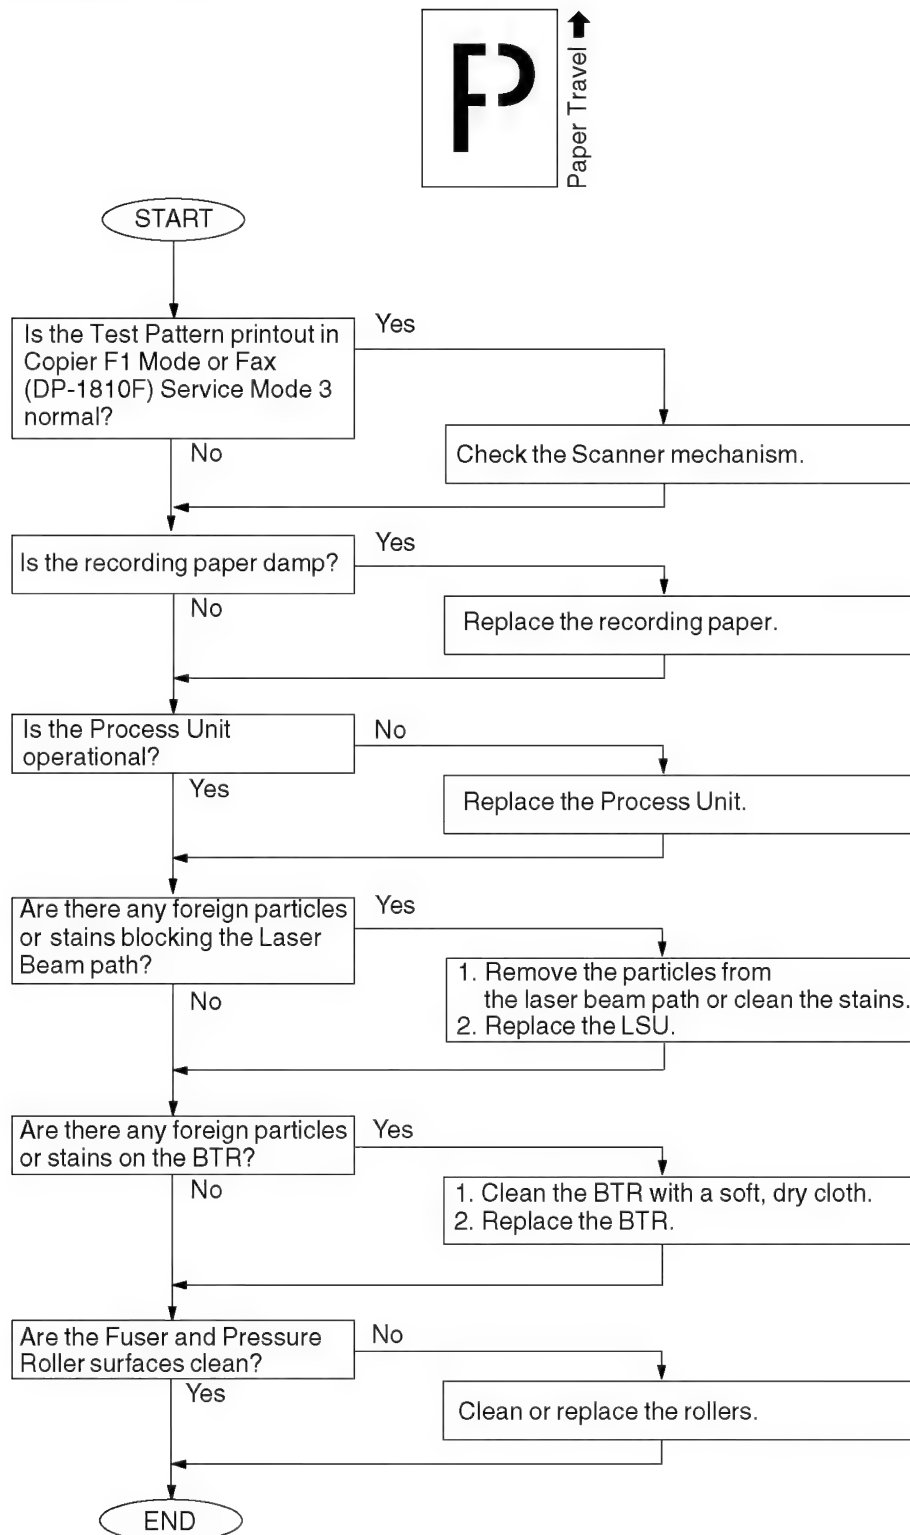 P
Paper Travel
START
Is the Test Pattern printout in
Copier F1 Mode or Fax
(DP-1810F) Service Mode 3
normal?
Yes
No
Check the Scanner mechanism.
Is the recording paper damp?
Yes
No
Replace the recording paper.
Is the Process Unit
operational?
No
Yes
Replace the Process Unit.
Are there any foreign particles
or stains blocking the Laser
Beam path?
Yes
No
1. Remove the particles from
the laser beam path or clean the stains.
2. Replace the LSU.
Are there any foreign particles
or stains on the BTR?
Yes
No
1. Clean the BTR with a soft, dry cloth.
2. Replace the BTR.
Are the Fuser and Pressure
Roller surfaces clean?
No
Yes
Clean or replace the rollers.
END